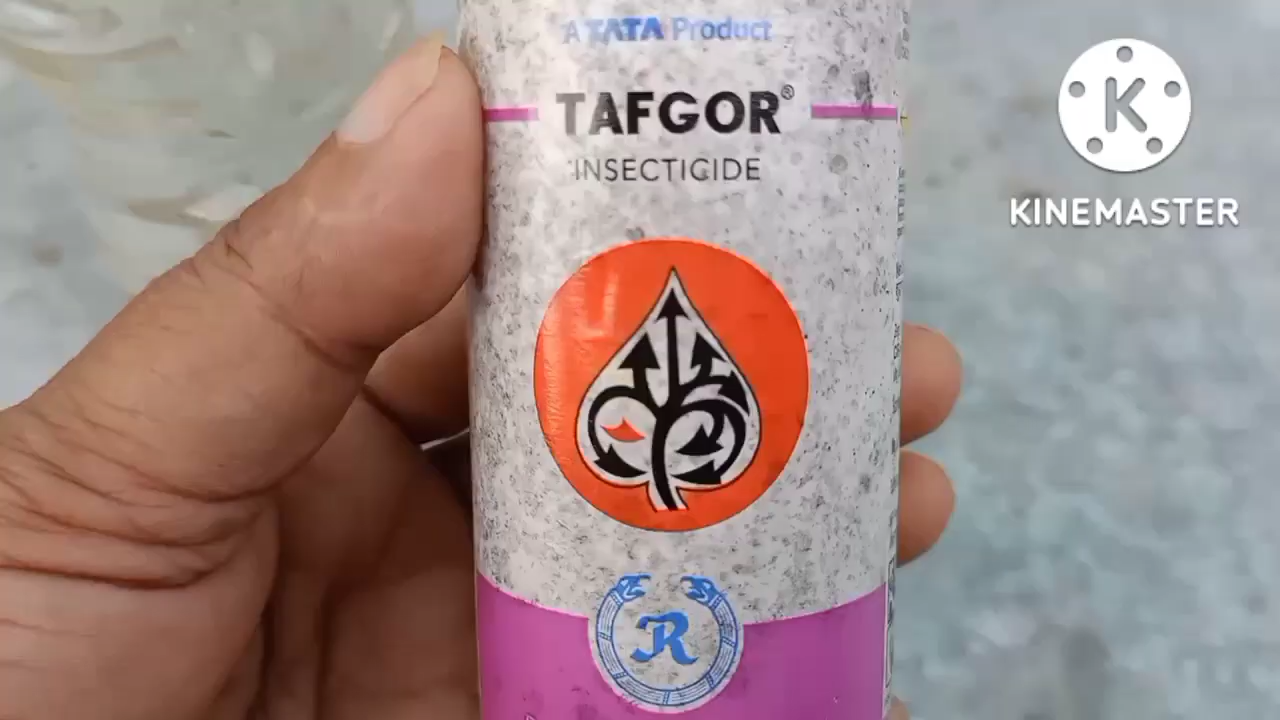 A TATA Product
TAFGOR®
INSECTICIDE
R
K
KINEMASTER